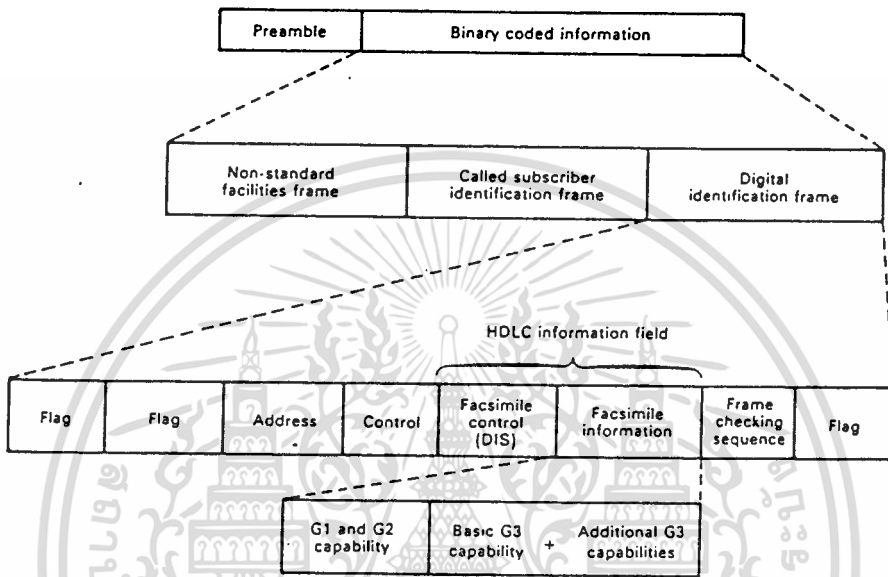 Preamble
Binary coded information
Non-standard
facilities frame
Called subscriber
identification frame
Digital
identification frame
HDLC information field
Flag
Flag
Address
Control
Facsimile
control
(DIS)
Facsimile
information
Frame
checking
sequence
Flag
G1 and G2
capability
Basic G3
capability
+
Additional G3
capabilities